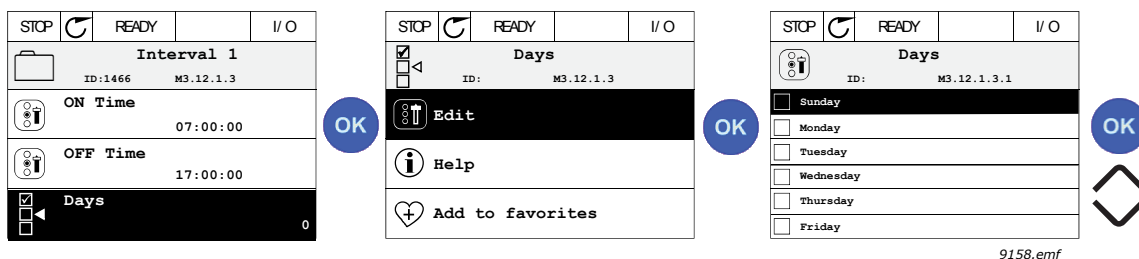 STOP READY I/O
Interval 1
ID:1466 M3.12.1.3
ON Time
07:00:00
OFF Time
17:00:00
Days
0
OK
STOP READY I/O
Days
ID: M3.12.1.3
Edit
Help
Add to favorites
OK
STOP READY I/O
Days
ID: M3.12.1.3.1
Sunday
Monday
Tuesday
Wednesday
Thursday
Friday
OK
9158.emf